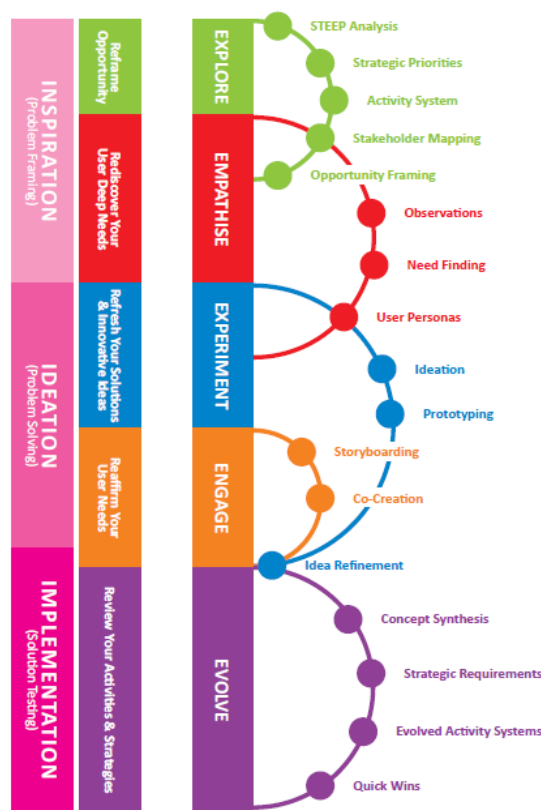 INSPIRATION
(Problem Framing)
IDEATION
(Problem Solving)
IMPLEMENTATION
(Solution Testing)
Reframe
Opportunity
Rediscover Your
User Deep Needs
Refresh Your Solutions
& Innovative Ideas
Reaffirm Your
User Needs
Review Your Activities & Strategies
EXPLORE
EMPATHISE
EXPERIMENT
ENGAGE
EVOLVE
STEEP Analysis
Strategic Priorities
Activity System
Stakeholder Mapping
Opportunity Framing
Observations
Need Finding
User Personas
Ideation
Prototyping
Storyboarding
Co-Creation
Idea Refinement
Concept Synthesis
Strategic Requirements
Evolved Activity Systems
Quick Wins